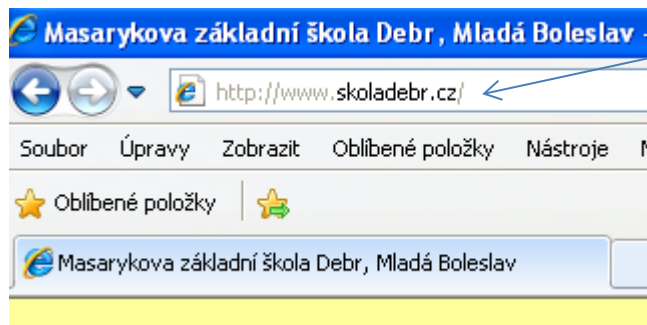 Masarykova základní škola Debr, Mladá Boleslav -
http://www.skoladebr.cz/
Soubor Úpravy Zobrazit Oblíbené položky Nástroje
Oblíbené položky
Masarykova základní škola Debr, Mladá Boleslav